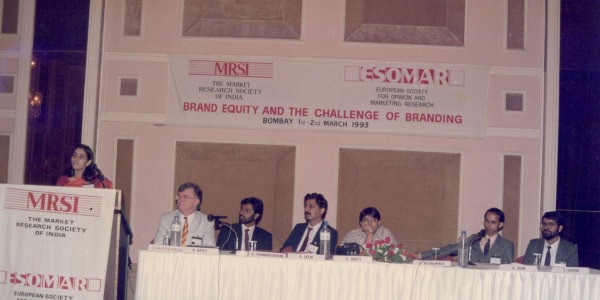 MRSI
THE MARKET
RESEARCH SOCIETY
OF INDIA
ESOMAR
EUROPEAN SOCIETY
FOR OPINION AND
MARKETING RESEARCH
BRAND EQUITY AND THE CHALLENGE OF BRANDING
BOMBAY 1st-2nd MARCH 1993
MRSI
THE MARKET
RESEARCH SOCIETY
OF INDIA
ESOMAR
EUROPEAN SOCIETY